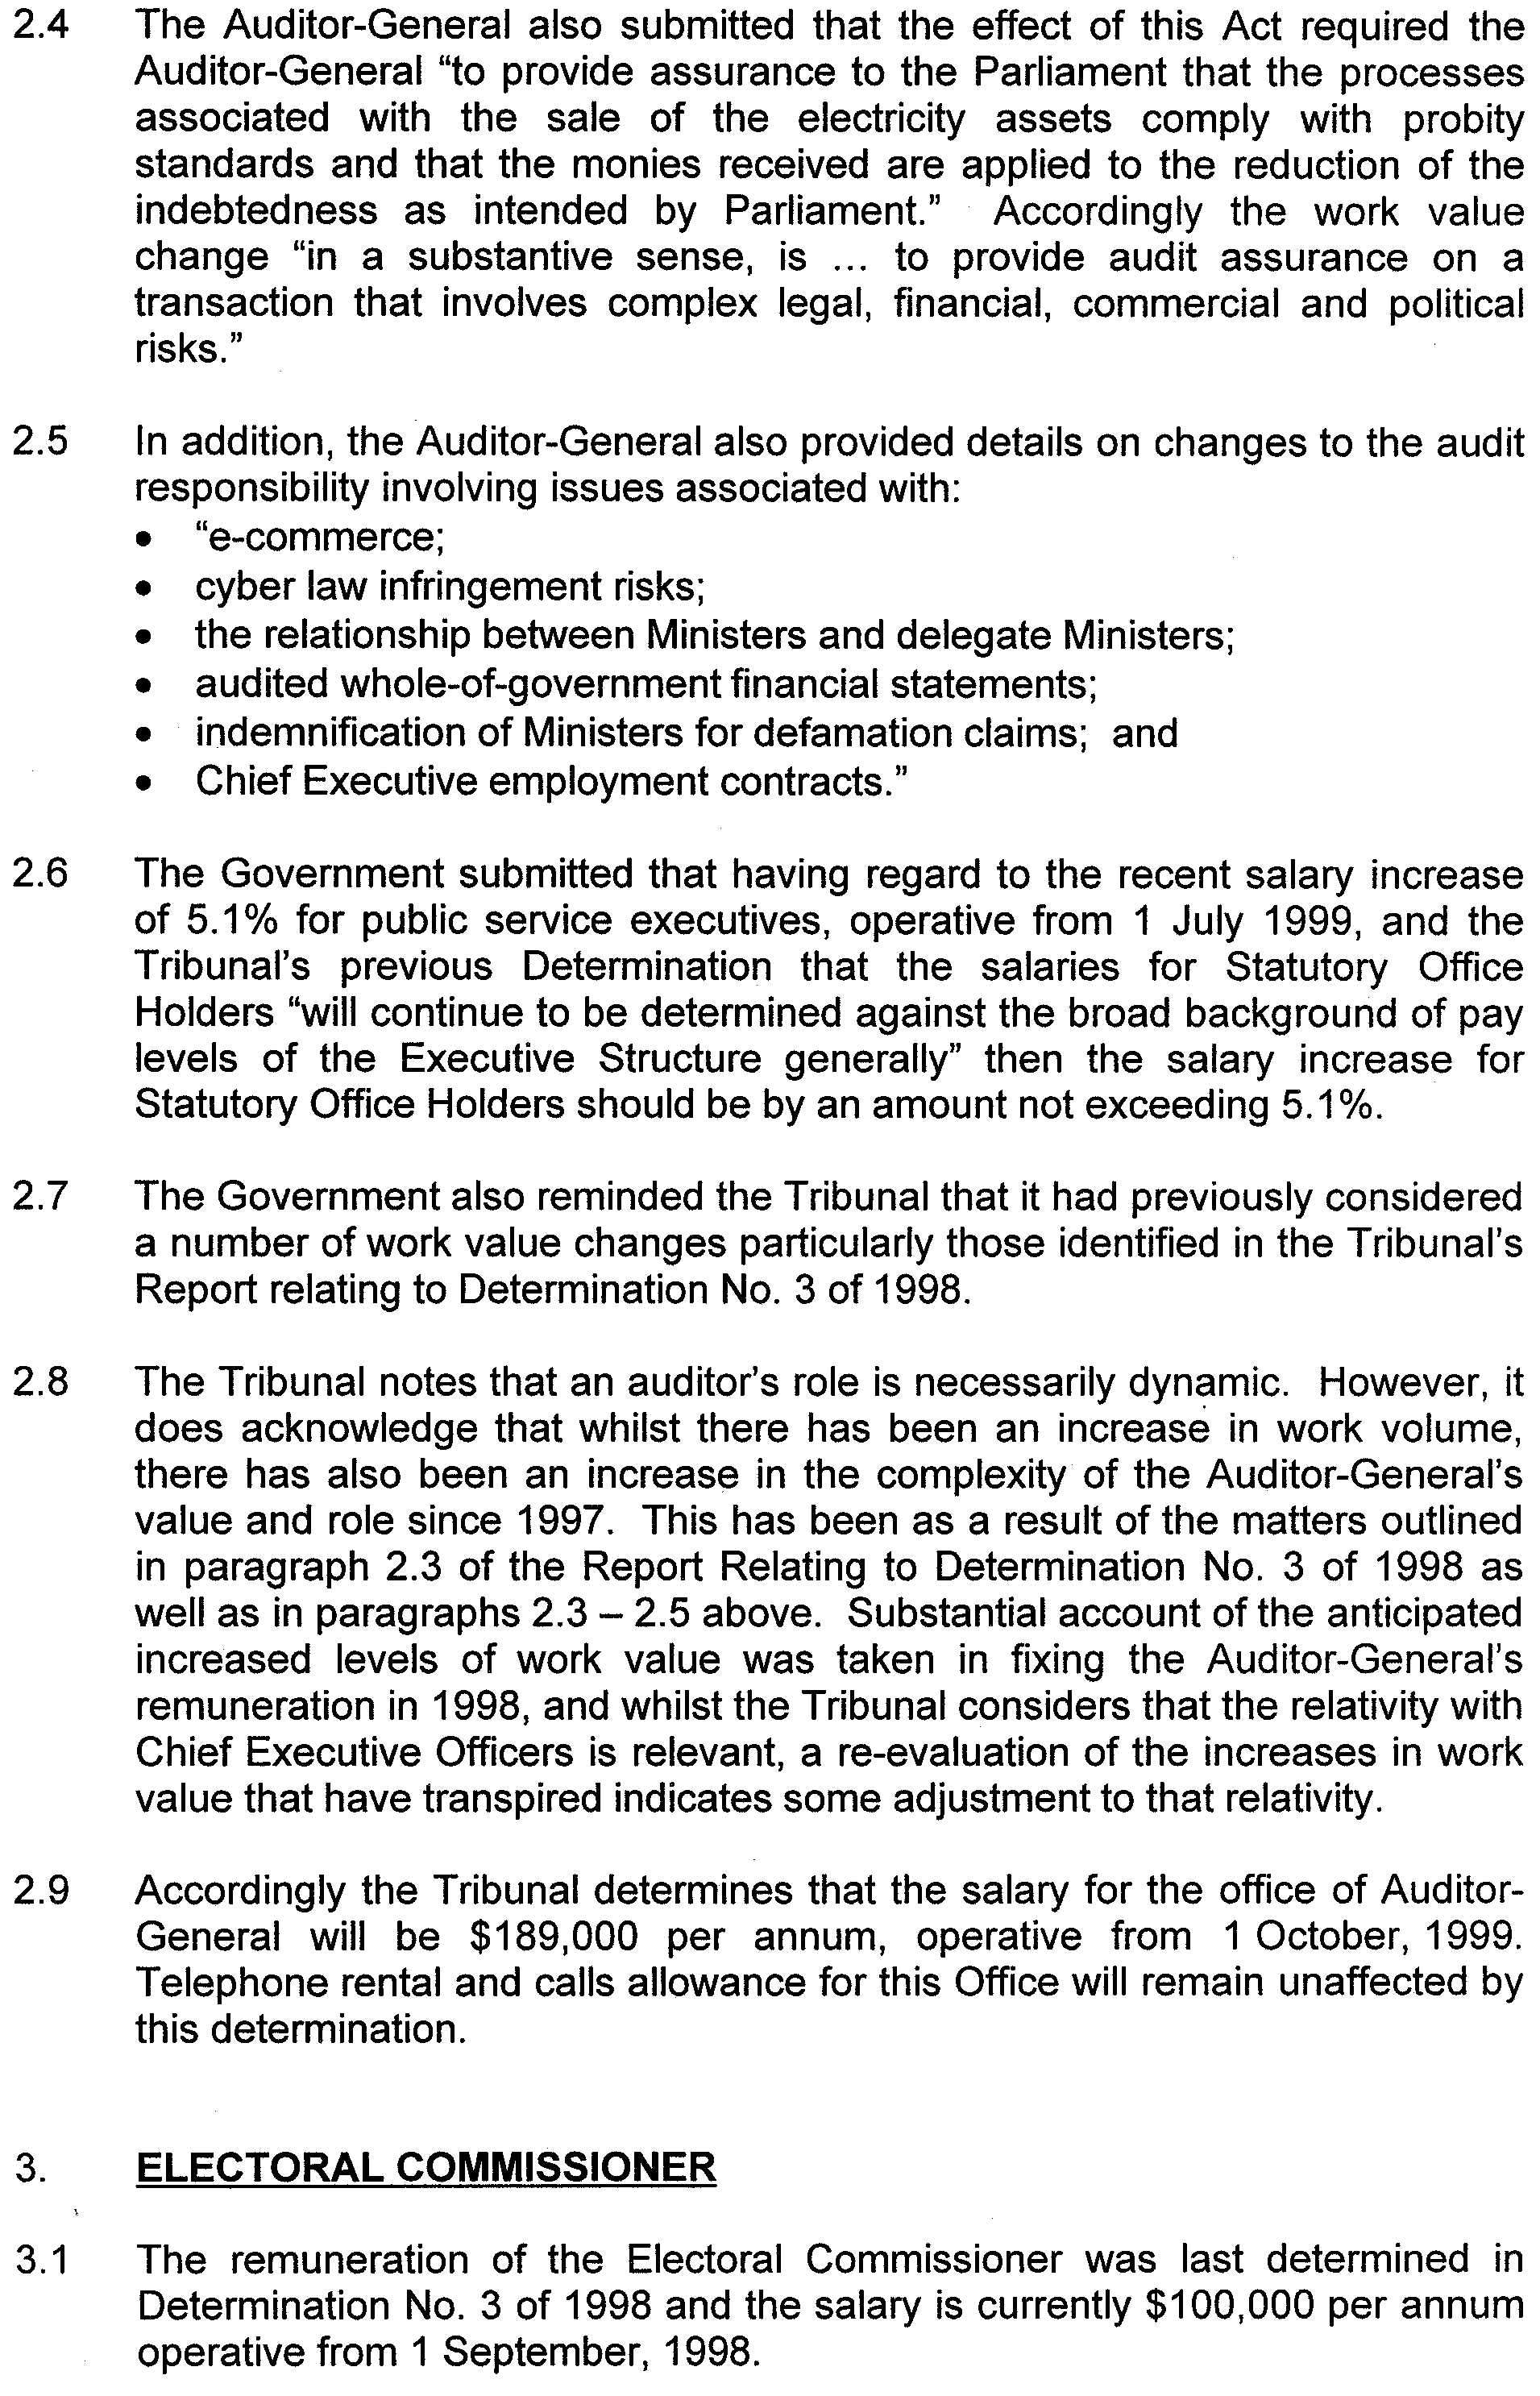 2.4 The Auditor-General also submitted that the effect of this Act required the
Auditor-General “to provide assurance to the Parliament that the processes
associated with the sale of the electricity assets comply with probity
standards and that the monies received are applied to the reduction of the
indebtedness as intended by Parliament.” Accordingly the work value
change “in a substantive sense, is ... to provide audit assurance on a
transaction that involves complex legal, financial, commercial and political
risks.”
2.5 In addition, the Auditor-General also provided details on changes to the audit
responsibility involving issues associated with:
• “e-commerce;
• cyber law infringement risks;
• the relationship between Ministers and delegate Ministers;
• audited whole-of-government financial statements;
• indemnification of Ministers for defamation claims; and
• Chief Executive employment contracts.”
2.6 The Government submitted that having regard to the recent salary increase
of 5.1% for public service executives, operative from 1 July 1999, and the
Tribunal’s previous Determination that the salaries for Statutory Office
Holders “will continue to be determined against the broad background of pay
levels of the Executive Structure generally” then the salary increase for
Statutory Office Holders should be by an amount not exceeding 5.1%.
2.7 The Government also reminded the Tribunal that it had previously considered
a number of work value changes particularly those identified in the Tribunal’s
Report relating to Determination No. 3 of 1998.
2.8 The Tribunal notes that an auditor’s role is necessarily dynamic. However, it
does acknowledge that whilst there has been an increase in work volume,
there has also been an increase in the complexity of the Auditor-General’s
value and role since 1997. This has been as a result of the matters outlined
in paragraph 2.3 of the Report Relating to Determination No. 3 of 1998 as
well as in paragraphs 2.3 – 2.5 above. Substantial account of the anticipated
increased levels of work value was taken in fixing the Auditor-General’s
remuneration in 1998, and whilst the Tribunal considers that the relativity with
Chief Executive Officers is relevant, a re-evaluation of the increases in work
value that have transpired indicates some adjustment to that relativity.
2.9 Accordingly the Tribunal determines that the salary for the office of Auditor-
General will be $189,000 per annum, operative from 1 October, 1999.
Telephone rental and calls allowance for this Office will remain unaffected by
this determination.
3. ELECTORAL COMMISSIONER
3.1 The remuneration of the Electoral Commissioner was last determined in
Determination No. 3 of 1998 and the salary is currently $100,000 per annum
operative from 1 September, 1998.